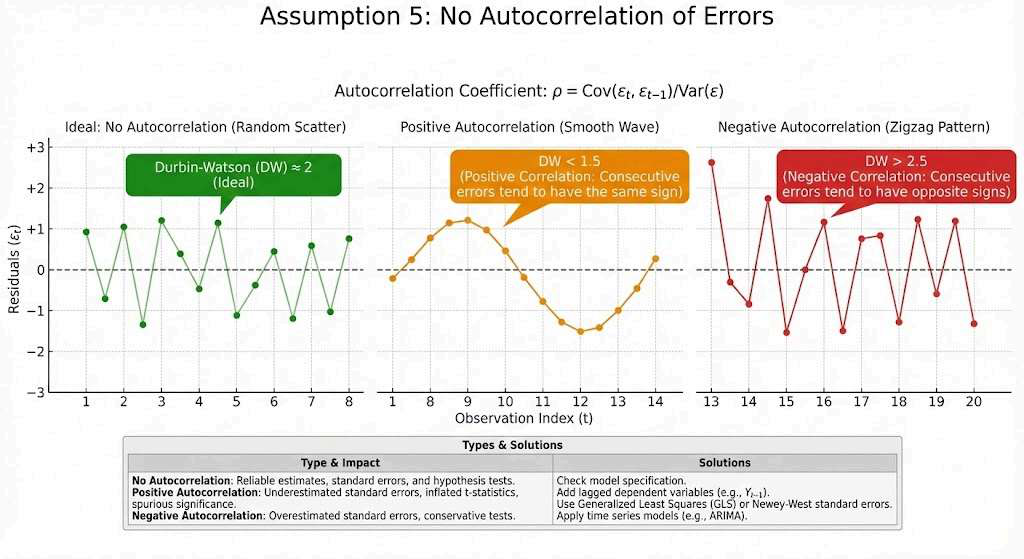 Assumption 5: No Autocorrelation of Errors
Autocorrelation Coefficient: ρ = Cov(εₜ, εₜ₋₁)/Var(ε)
Ideal: No Autocorrelation (Random Scatter)
Durbin-Watson (DW) ≈ 2
(Ideal)
Positive Autocorrelation (Smooth Wave)
DW < 1.5
(Positive Correlation: Consecutive
errors tend to have the same sign)
Negative Autocorrelation (Zigzag Pattern)
DW > 2.5
(Negative Correlation: Consecutive
errors tend to have opposite signs)
Residuals (εₜ)
+3
+2
+1
0
−1
−2
−3
1 2 3 4 5 6 7 8
1 8 8 9 10 11 12 14
13 14 15 16 17 18 19 20
Observation Index (t)
Types & Solutions
Type & Impact
No Autocorrelation: Reliable estimates, standard errors, and hypothesis tests.
Positive Autocorrelation: Underestimated standard errors, inflated t-statistics,
spurious significance.
Negative Autocorrelation: Overestimated standard errors, conservative tests.
Solutions
Check model specification.
Add lagged dependent variables (e.g., Yₜ₋₁).
Use Generalized Least Squares (GLS) or Newey-West standard errors.
Apply time series models (e.g., ARIMA).